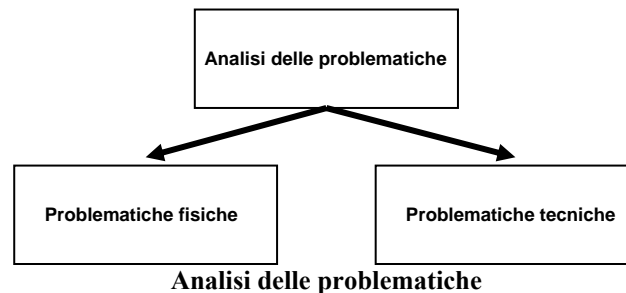 Analisi delle problematiche
Problematiche fisiche
Problematiche tecniche
Analisi delle problematiche